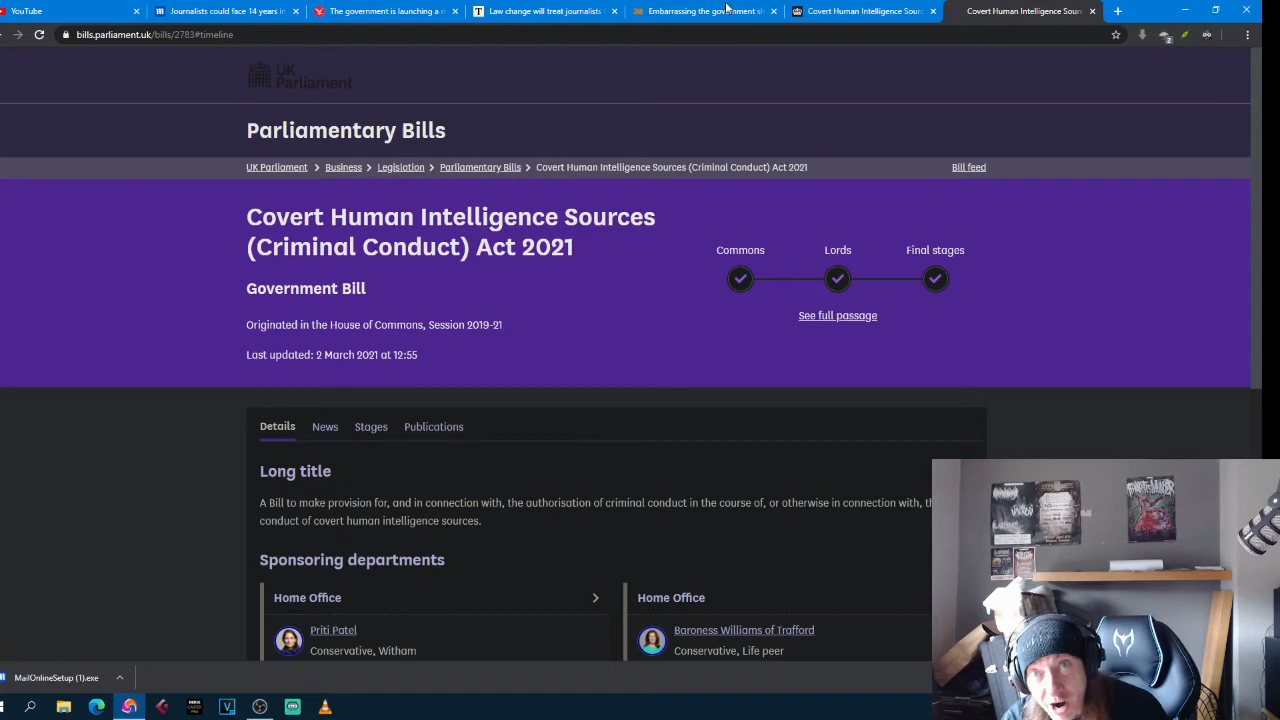 YouTube
Journalists could face 14 years in
The government is launching a m
Law change will treat journalists l
Embarrassing the government sh
Covert Human Intelligence Sourc
Covert Human Intelligence Sourc
bills.parliament.uk/bills/2783#timeline
2
UK
Parliament
Parliamentary Bills
UK Parliament > Business > Legislation > Parliamentary Bills > Covert Human Intelligence Sources (Criminal Conduct) Act 2021
Bill feed
Covert Human Intelligence Sources
(Criminal Conduct) Act 2021
Commons
Lords
Final stages
Government Bill
See full passage
Originated in the House of Commons, Session 2019-21
Last updated: 2 March 2021 at 12:55
Details
News
Stages
Publications
Long title
A Bill to make provision for, and in connection with, the authorisation of criminal conduct in the course of, or otherwise in connection with, the
conduct of covert human intelligence sources.
Sponsoring departments
Home Office
Home Office
Priti Patel
Baroness Williams of Trafford
Conservative, Witham
Conservative, Life peer
MailOnlineSetup (1).exe